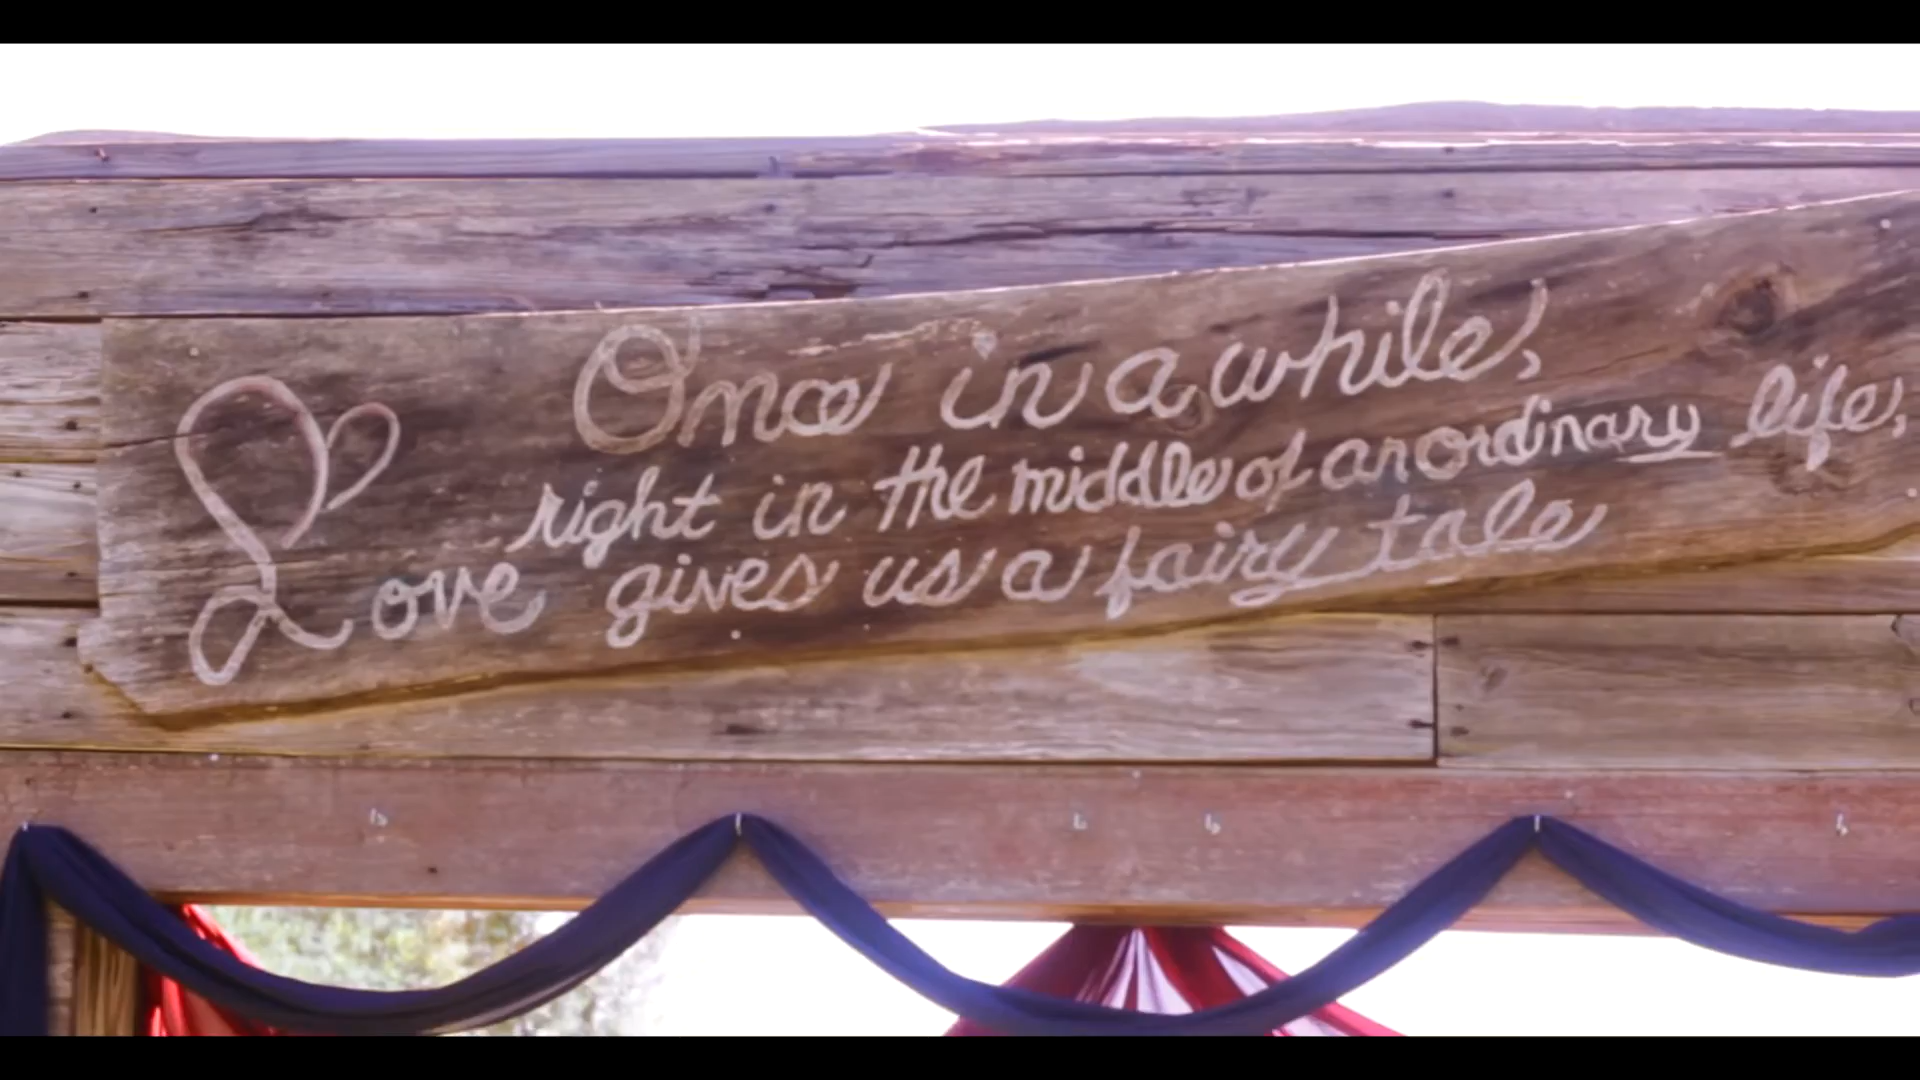 Once in a while,
right in the middle of an ordinary life,
Love gives us a fairy tale